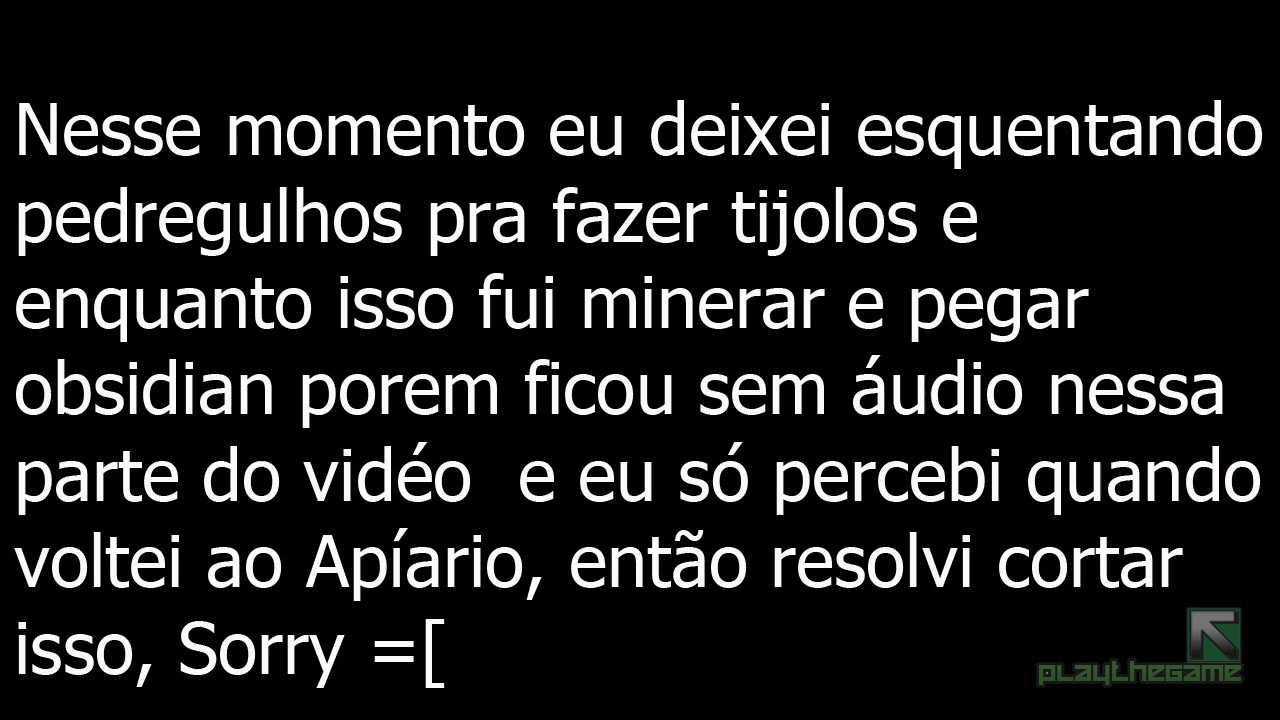 Nesse momento eu deixei esquentando
pedregulhos pra fazer tijolos e
enquanto isso fui minerar e pegar
obsidian porem ficou sem áudio nessa
parte do vidéo  e eu só percebi quando
voltei ao Apíario, então resolvi cortar
isso, Sorry =[
PLAYTHEGAME